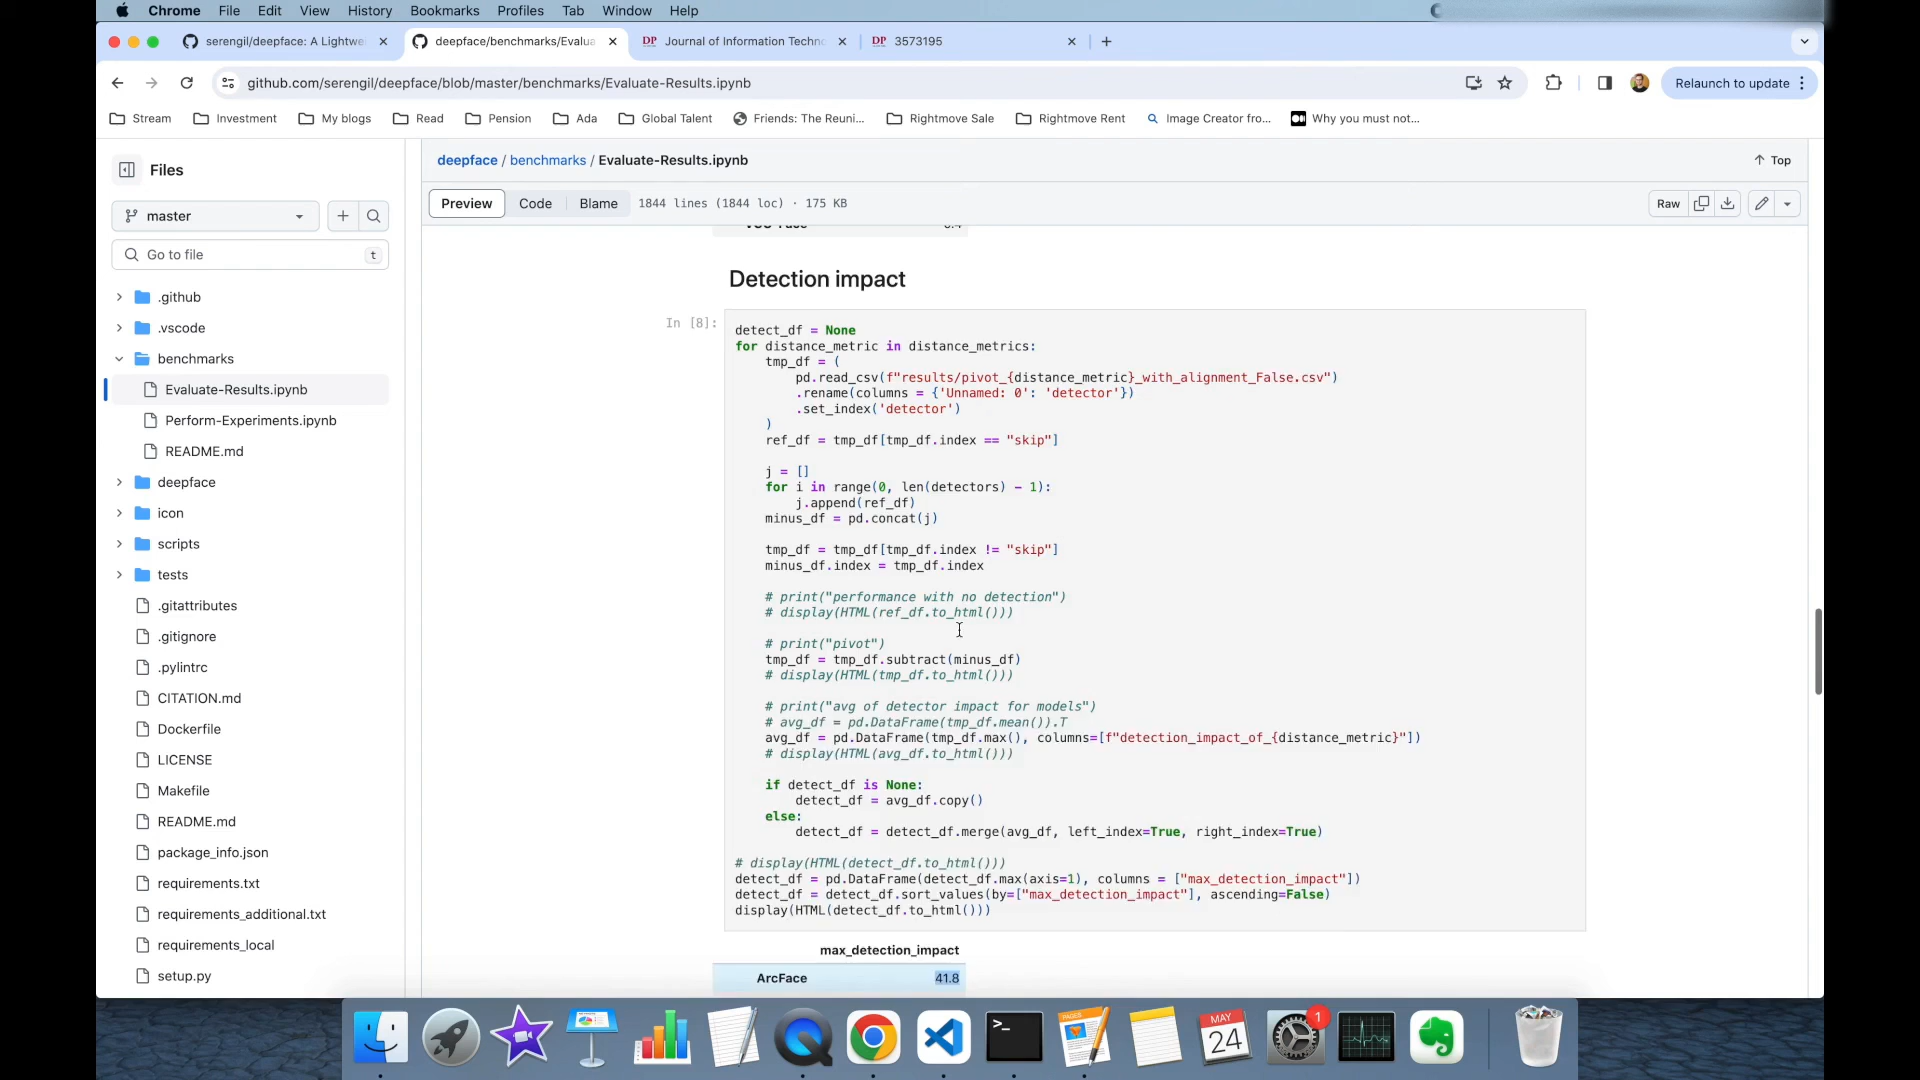 Chrome File Edit View History Bookmarks Profiles Tab Window Help
serengil/deepface: A Lightwe
deepface/benchmarks/Evalua
DP Journal of Information Techno
DP 3573195
github.com/serengil/deepface/blob/master/benchmarks/Evaluate-Results.ipynb
Relaunch to update
Stream Investment My blogs Read Pension Ada Global Talent Friends: The Reuni... Rightmove Sale Rightmove Rent Image Creator fro... Why you must not...
Files
master
Go to file t
.github
.vscode
benchmarks
Evaluate-Results.ipynb
Perform-Experiments.ipynb
README.md
deepface
icon
scripts
tests
.gitattributes
.gitignore
.pylintrc
CITATION.md
Dockerfile
LICENSE
Makefile
README.md
package_info.json
requirements.txt
requirements_additional.txt
requirements_local
setup.py
deepface / benchmarks / Evaluate-Results.ipynb
Top
Preview Code Blame 1844 lines (1844 loc) · 175 KB
Raw
Detection impact
In [8]:
detect_df = None
for distance_metric in distance_metrics:
    tmp_df = (
        pd.read_csv(f"results/pivot_{distance_metric}_with_alignment_False.csv")
        .rename(columns = {'Unnamed: 0': 'detector'})
        .set_index('detector')
    )
    ref_df = tmp_df[tmp_df.index == "skip"]
    j = []
    for i in range(0, len(detectors) - 1):
        j.append(ref_df)
    minus_df = pd.concat(j)
    tmp_df = tmp_df[tmp_df.index != "skip"]
    minus_df.index = tmp_df.index
    # print("performance with no detection")
    # display(HTML(ref_df.to_html()))
    # print("pivot")
    tmp_df = tmp_df.subtract(minus_df)
    # display(HTML(tmp_df.to_html()))
    # print("avg of detector impact for models")
    # avg_df = pd.DataFrame(tmp_df.mean()).T
    avg_df = pd.DataFrame(tmp_df.max(), columns=[f"detection_impact_of_{distance_metric}"])
    # display(HTML(avg_df.to_html()))
    if detect_df is None:
        detect_df = avg_df.copy()
    else:
        detect_df = detect_df.merge(avg_df, left_index=True, right_index=True)
# display(HTML(detect_df.to_html()))
detect_df = pd.DataFrame(detect_df.max(axis=1), columns = ["max_detection_impact"])
detect_df = detect_df.sort_values(by=["max_detection_impact"], ascending=False)
display(HTML(detect_df.to_html()))
max_detection_impact
ArcFace 41.8
PAGES
MAY
24
1